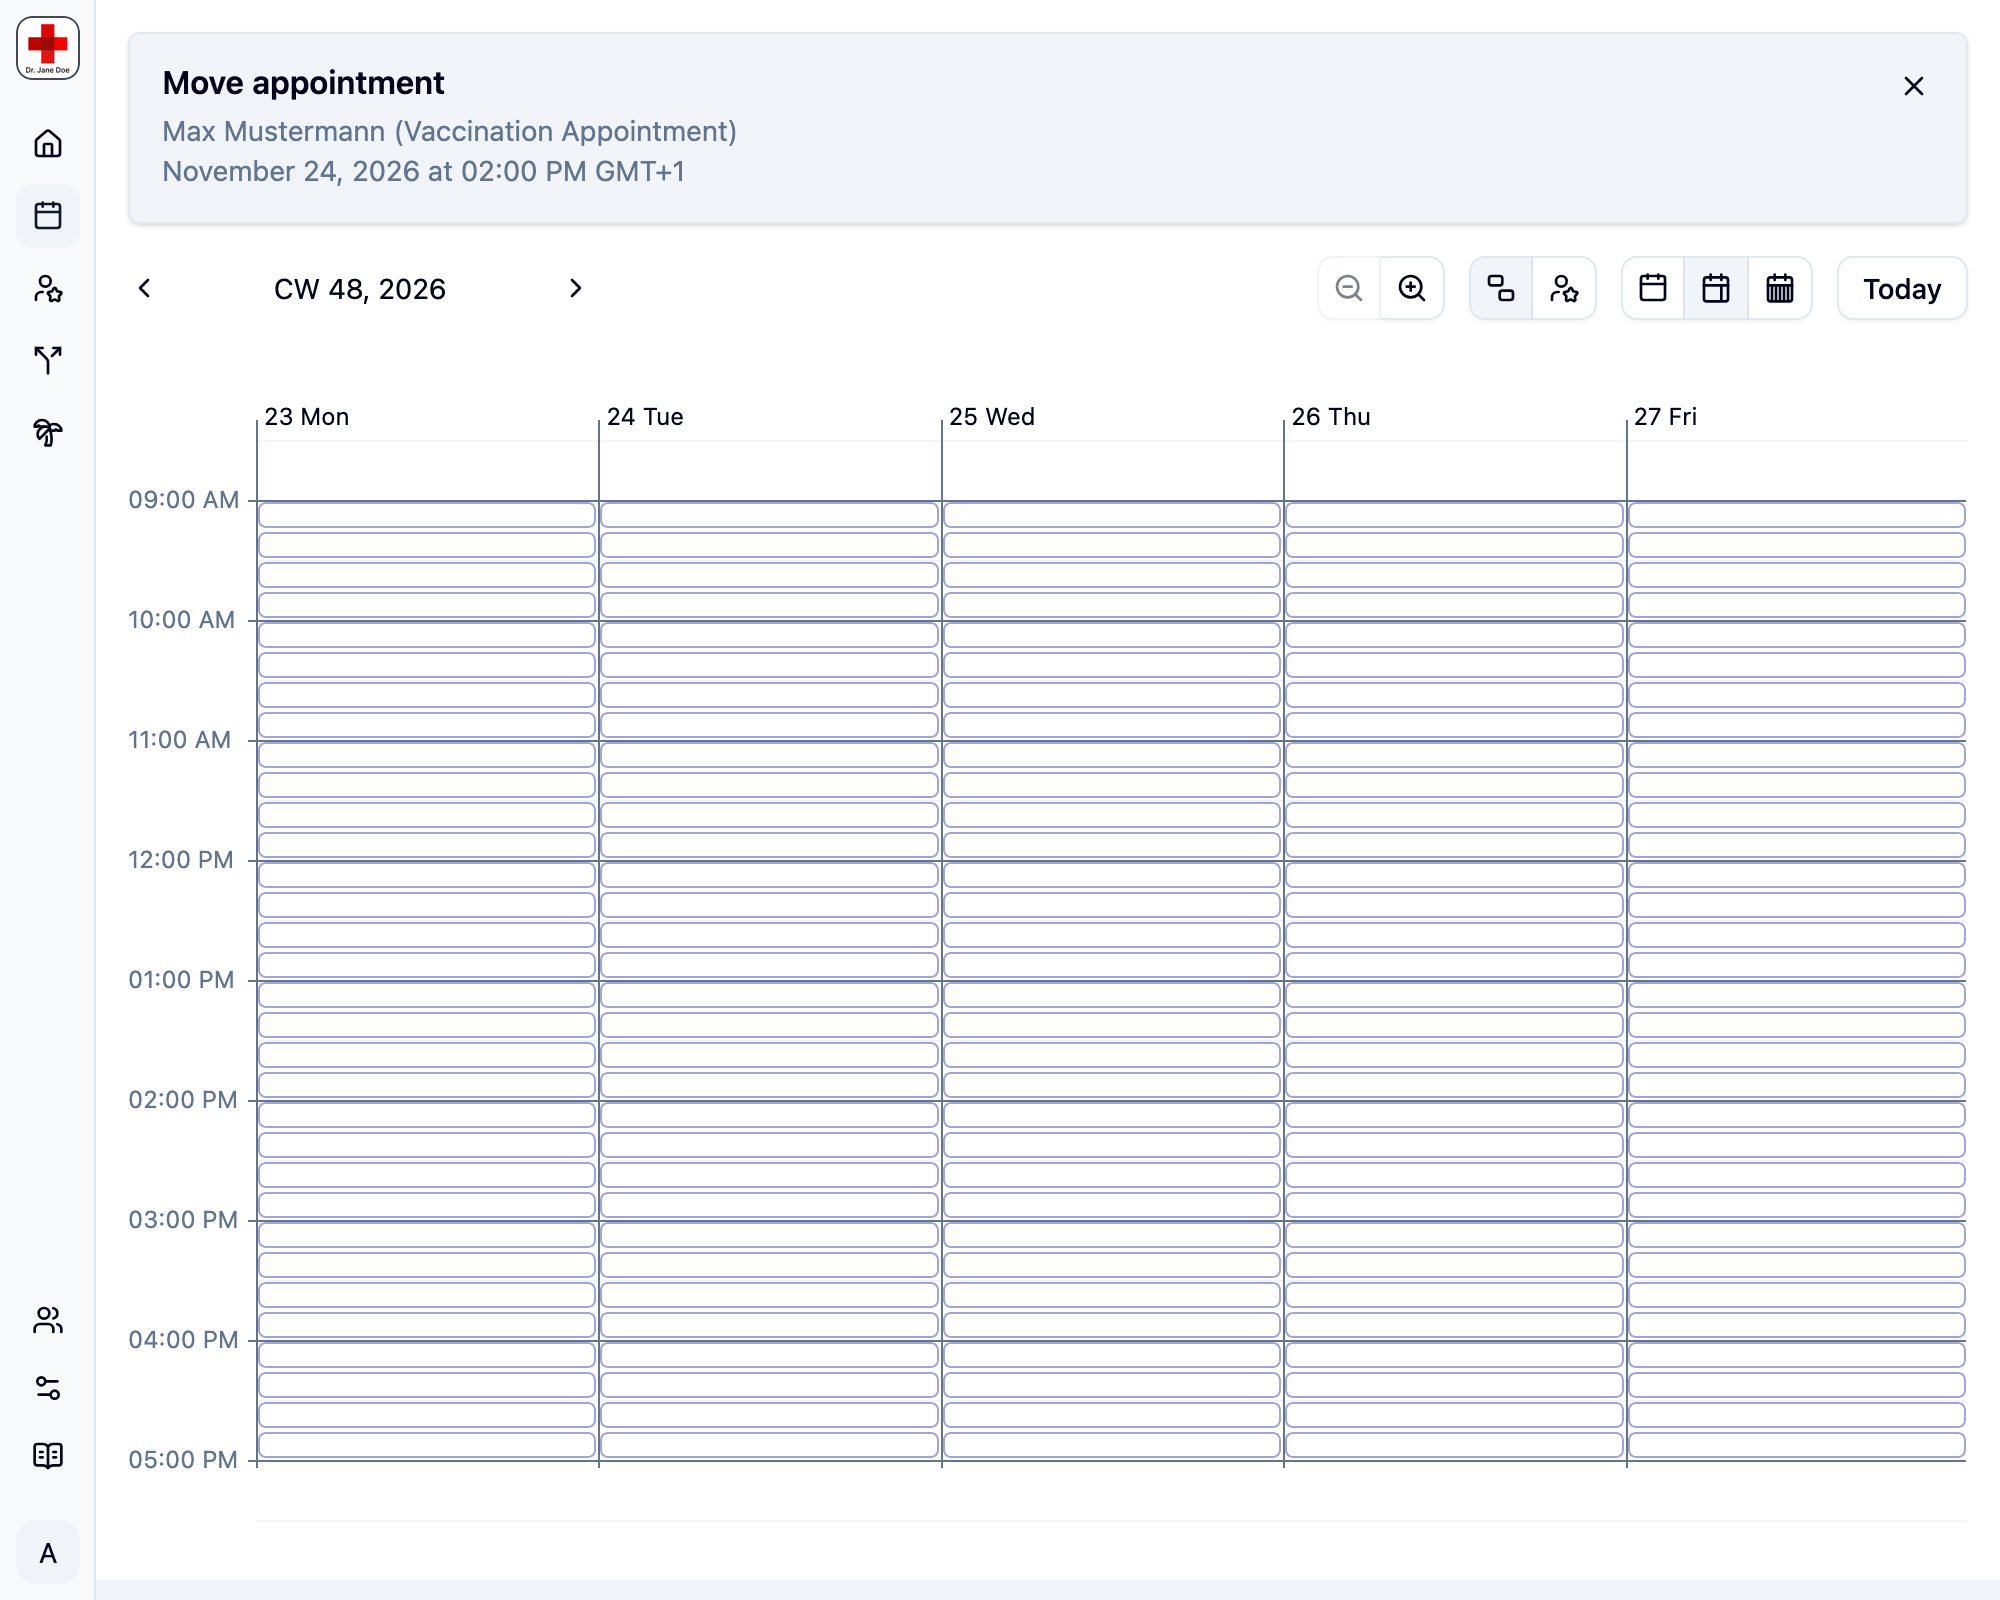 Dr. Jane Doe
Move appointment
Max Mustermann (Vaccination Appointment)
November 24, 2026 at 02:00 PM GMT+1
CW 48, 2026
Today
23 Mon
24 Tue
25 Wed
26 Thu
27 Fri
09:00 AM
10:00 AM
11:00 AM
12:00 PM
01:00 PM
02:00 PM
03:00 PM
04:00 PM
05:00 PM
A